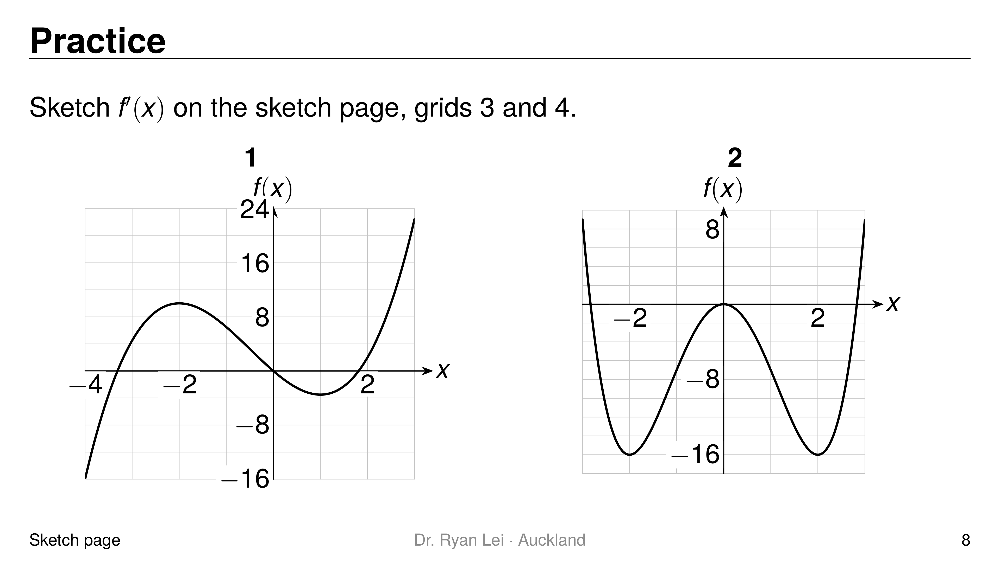 Practice
Sketch f′(x) on the sketch page, grids 3 and 4.
1
f(x)
24
16
8
x
−4
−2
2
−8
−16
2
f(x)
8
x
−2
2
−8
−16
Sketch page
Dr. Ryan Lei · Auckland
8